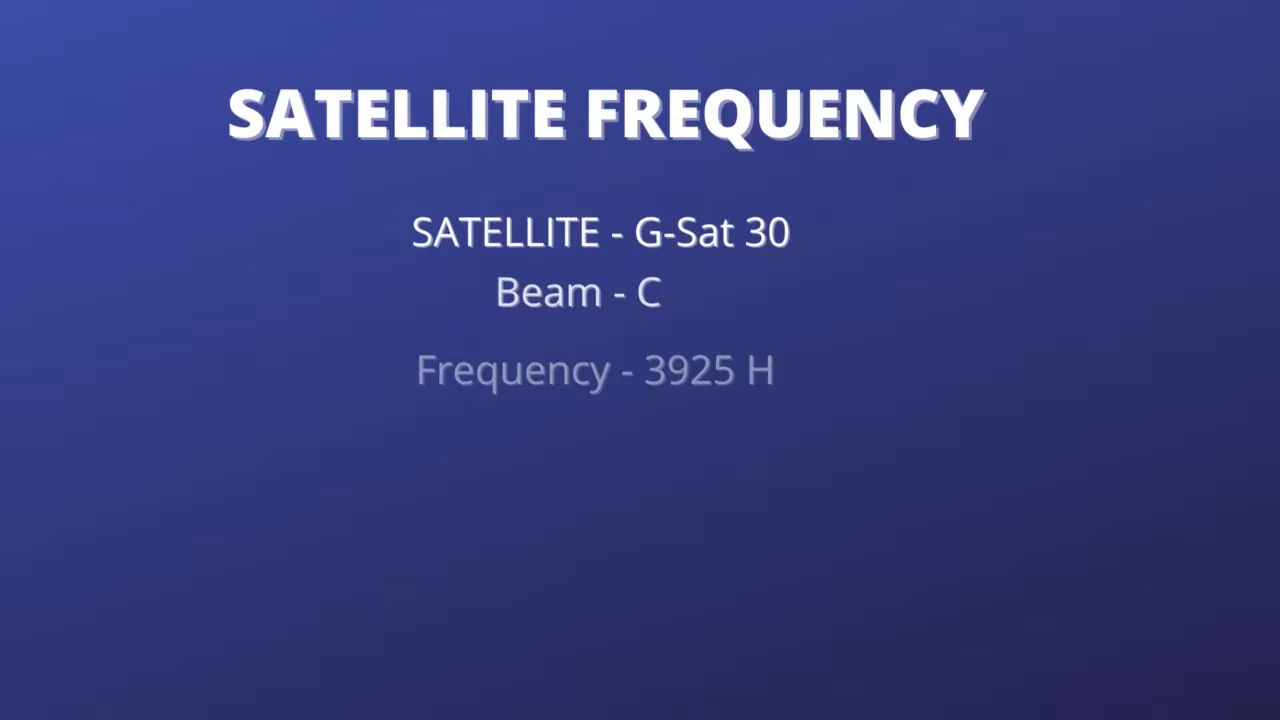 SATELLITE FREQUENCY
SATELLITE - G-Sat 30
Beam - C
Frequency - 3925 H